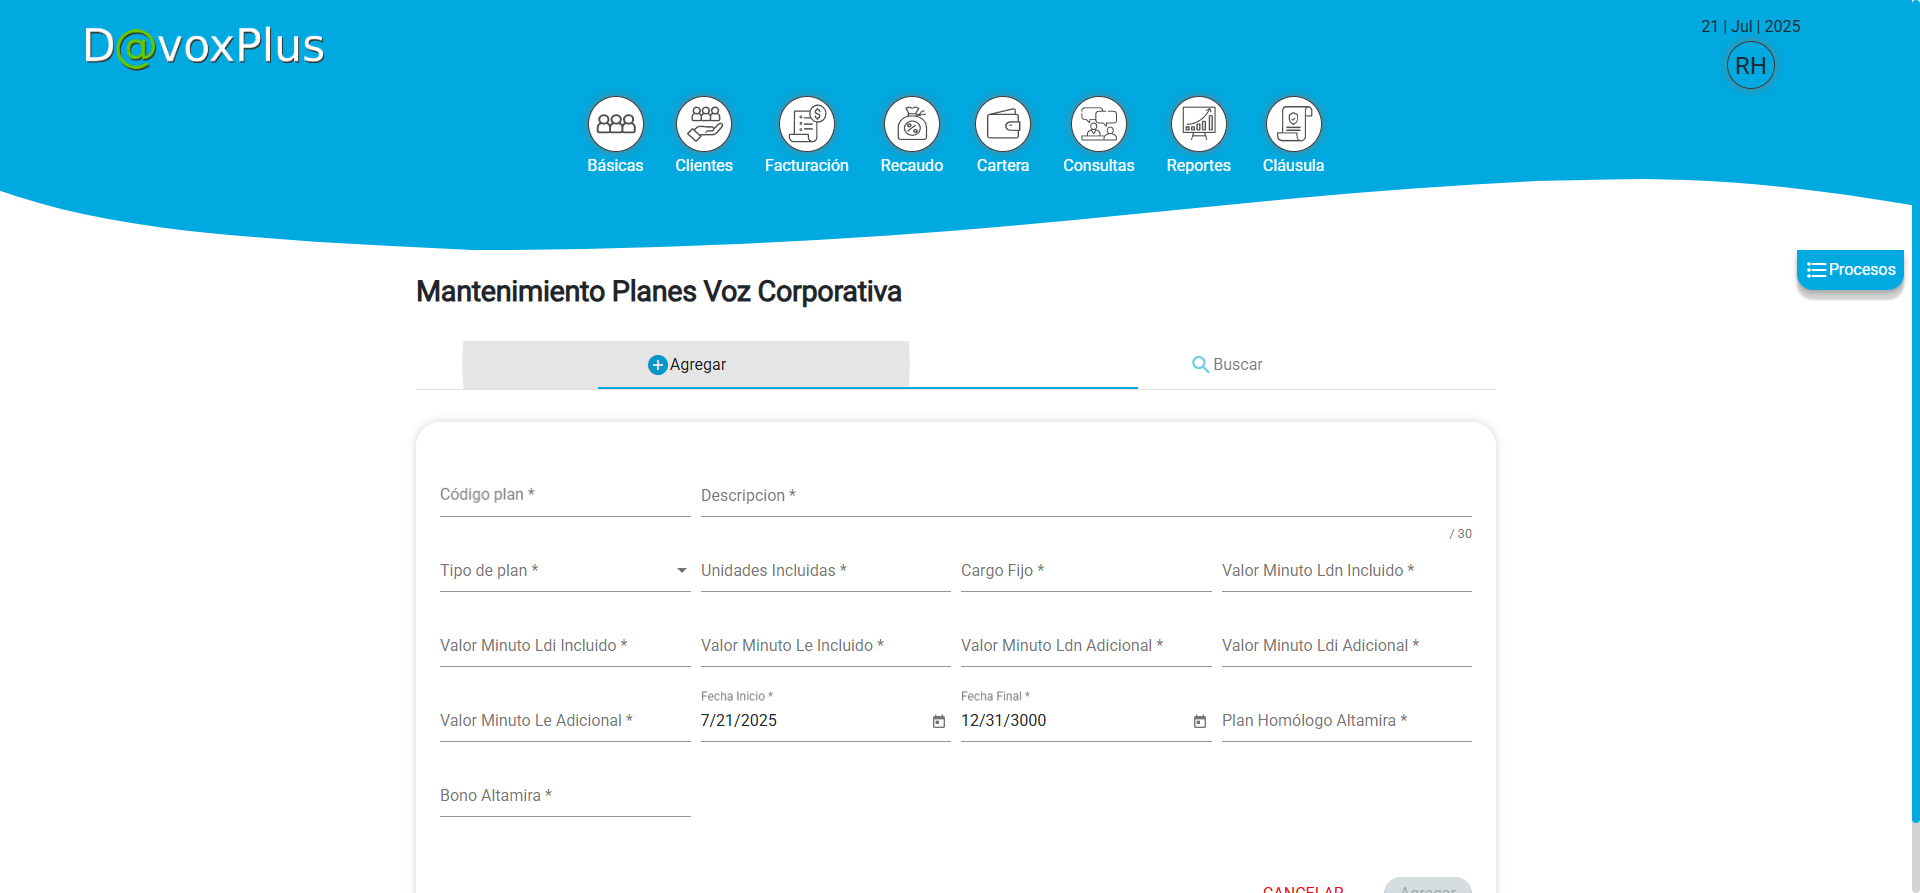 D@voxPlus
21 | Jul | 2025
RH
Básicas Clientes Facturación Recaudo Cartera Consultas Reportes Cláusula
Procesos
Mantenimiento Planes Voz Corporativa
Agregar Buscar
Código plan * Descripcion *
/ 30
Tipo de plan * Unidades Incluidas * Cargo Fijo * Valor Minuto Ldn Incluido *
Valor Minuto Ldi Incluido * Valor Minuto Le Incluido * Valor Minuto Ldn Adicional * Valor Minuto Ldi Adicional *
Fecha Inicio * Fecha Final *
Valor Minuto Le Adicional * 7/21/2025 12/31/3000 Plan Homólogo Altamira *
Bono Altamira *
CANCELAR Agregar